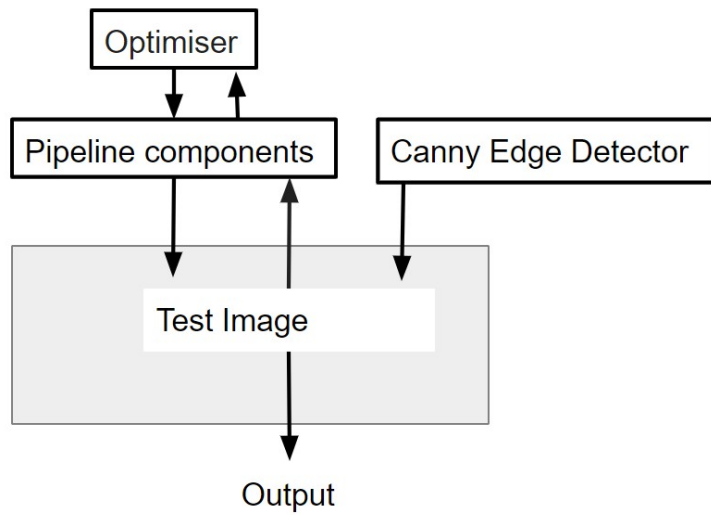 Optimiser
Pipeline components
Canny Edge Detector
Test Image
Output